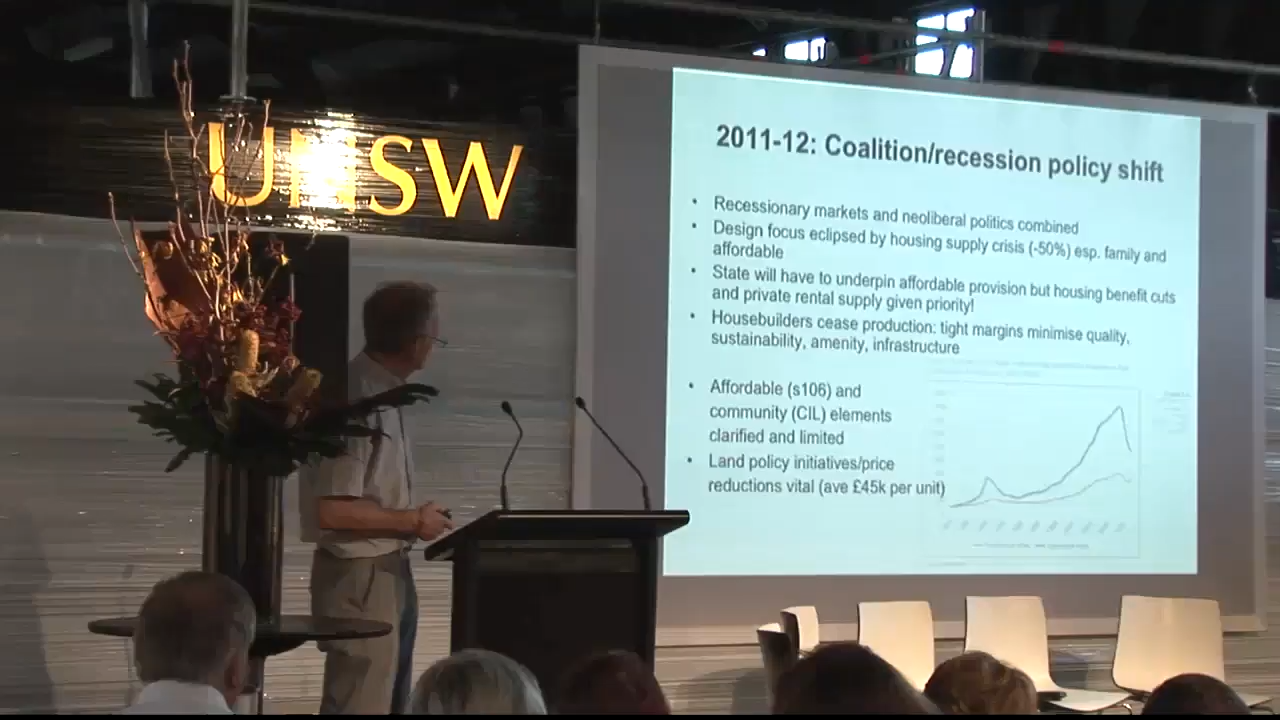 UNSW
2011-12: Coalition/recession policy shift
• Recessionary markets and neoliberal politics combined
• Design focus eclipsed by housing supply crisis (-50%) esp. family and
affordable
• State will have to underpin affordable provision but housing benefit cuts
and private rental supply given priority!
• Housebuilders cease production: tight margins minimise quality,
sustainability, amenity, infrastructure
• Affordable (s106) and
community (CIL) elements
clarified and limited
• Land policy initiatives/price
reductions vital (ave £45k per unit)